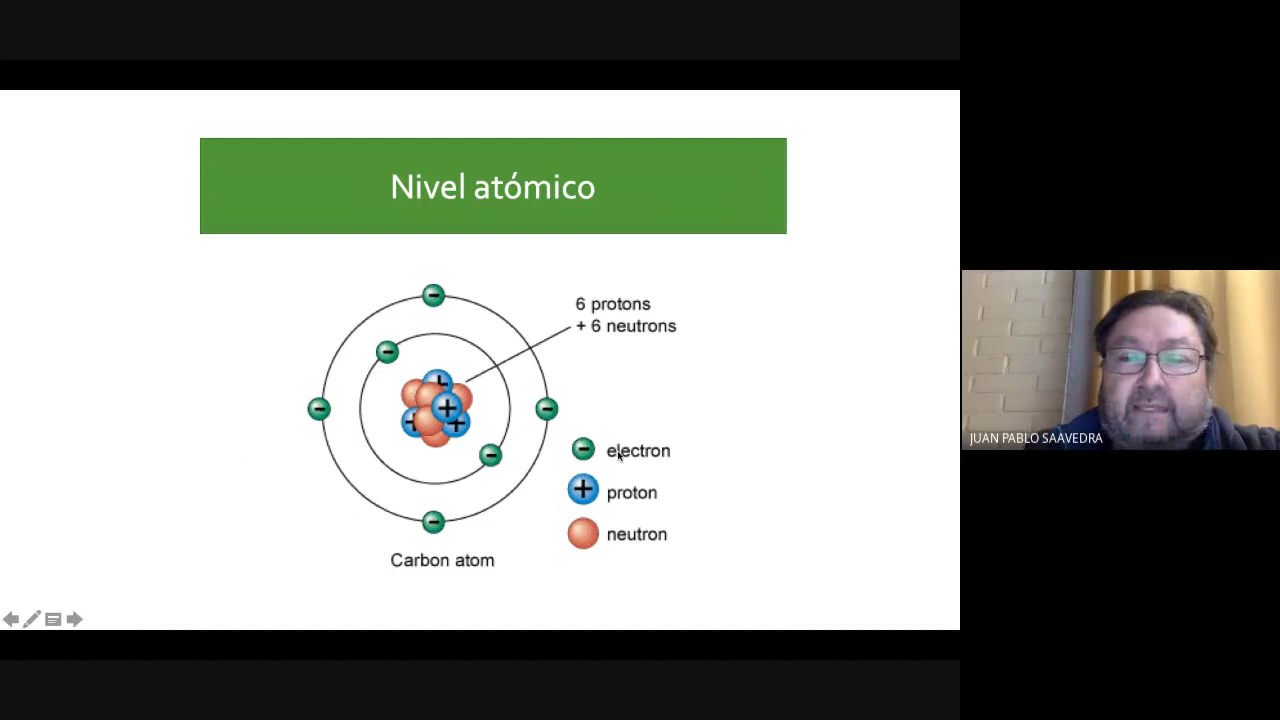 Nivel atómico
6 protons
+ 6 neutrons
electron
proton
neutron
Carbon atom
JUAN PABLO SAAVEDRA